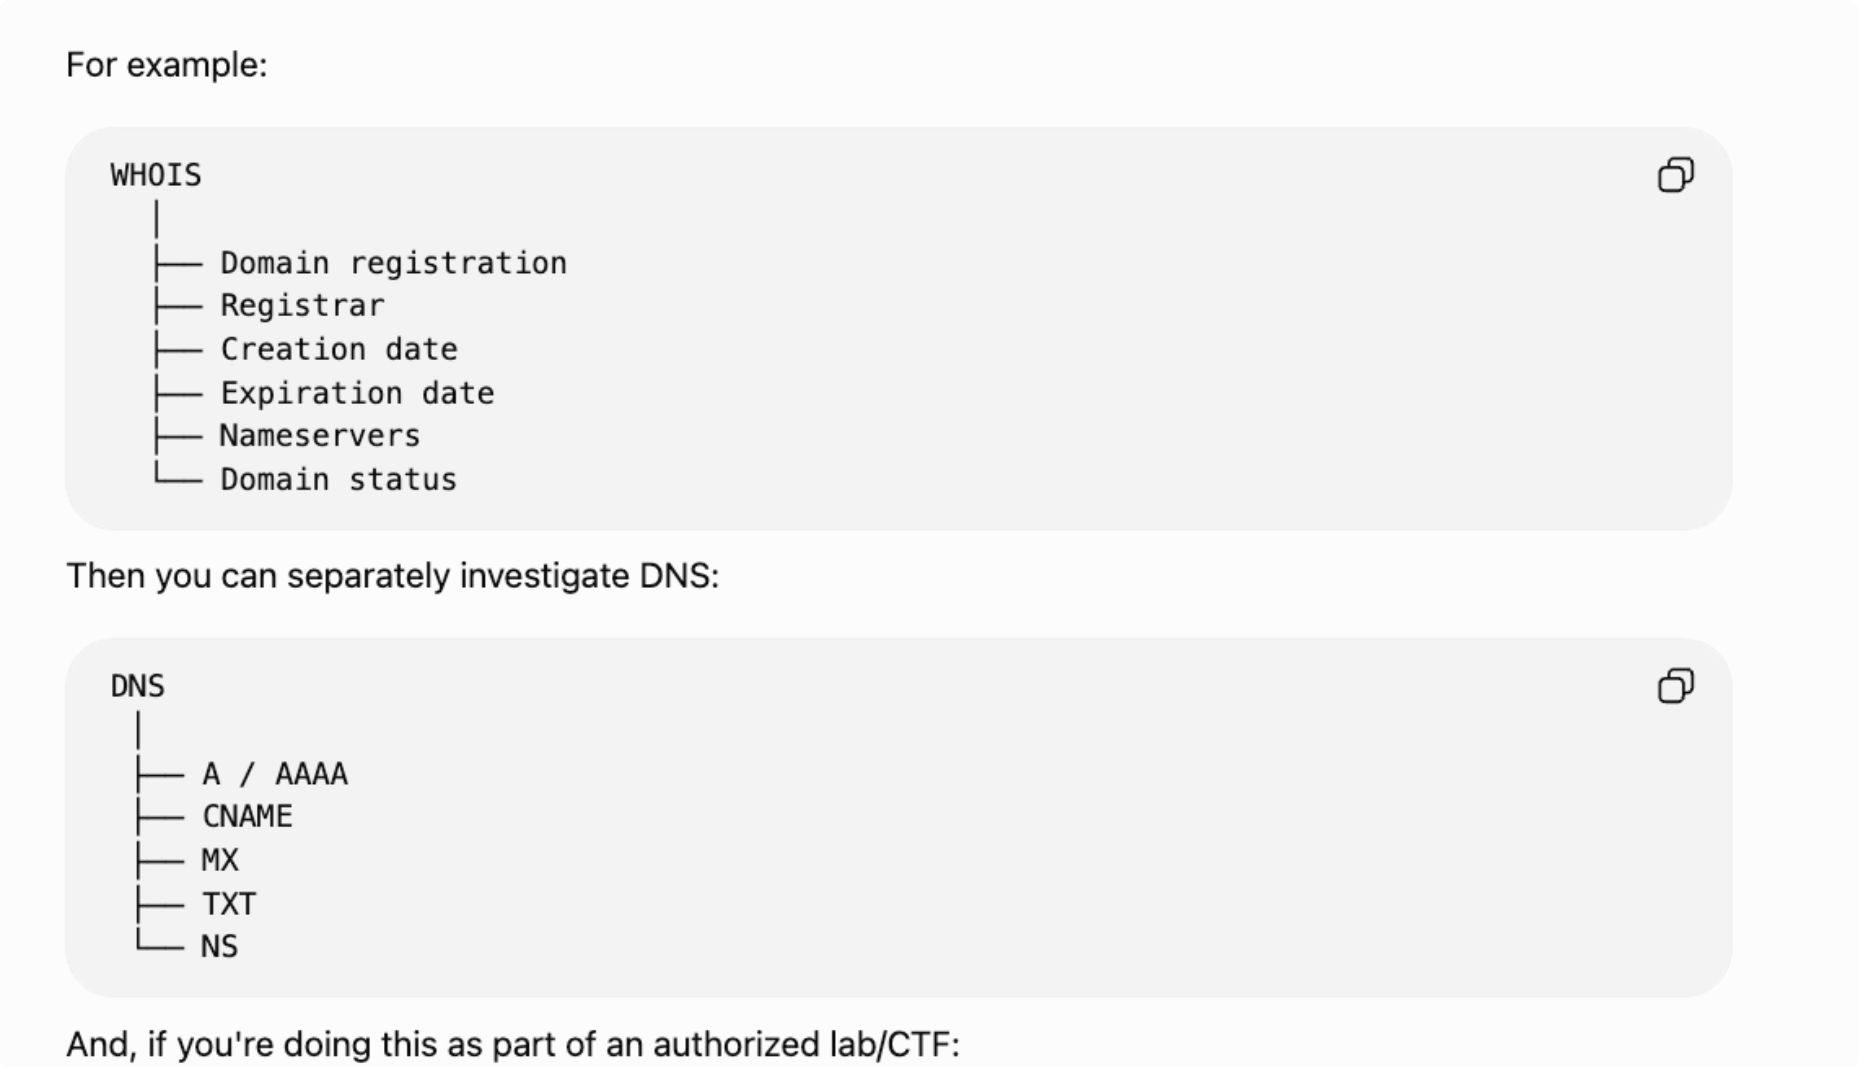 For example:
WHOIS
│
├── Domain registration
├── Registrar
├── Creation date
├── Expiration date
├── Nameservers
└── Domain status
Then you can separately investigate DNS:
DNS
│
├── A / AAAA
├── CNAME
├── MX
├── TXT
└── NS
And, if you're doing this as part of an authorized lab/CTF: